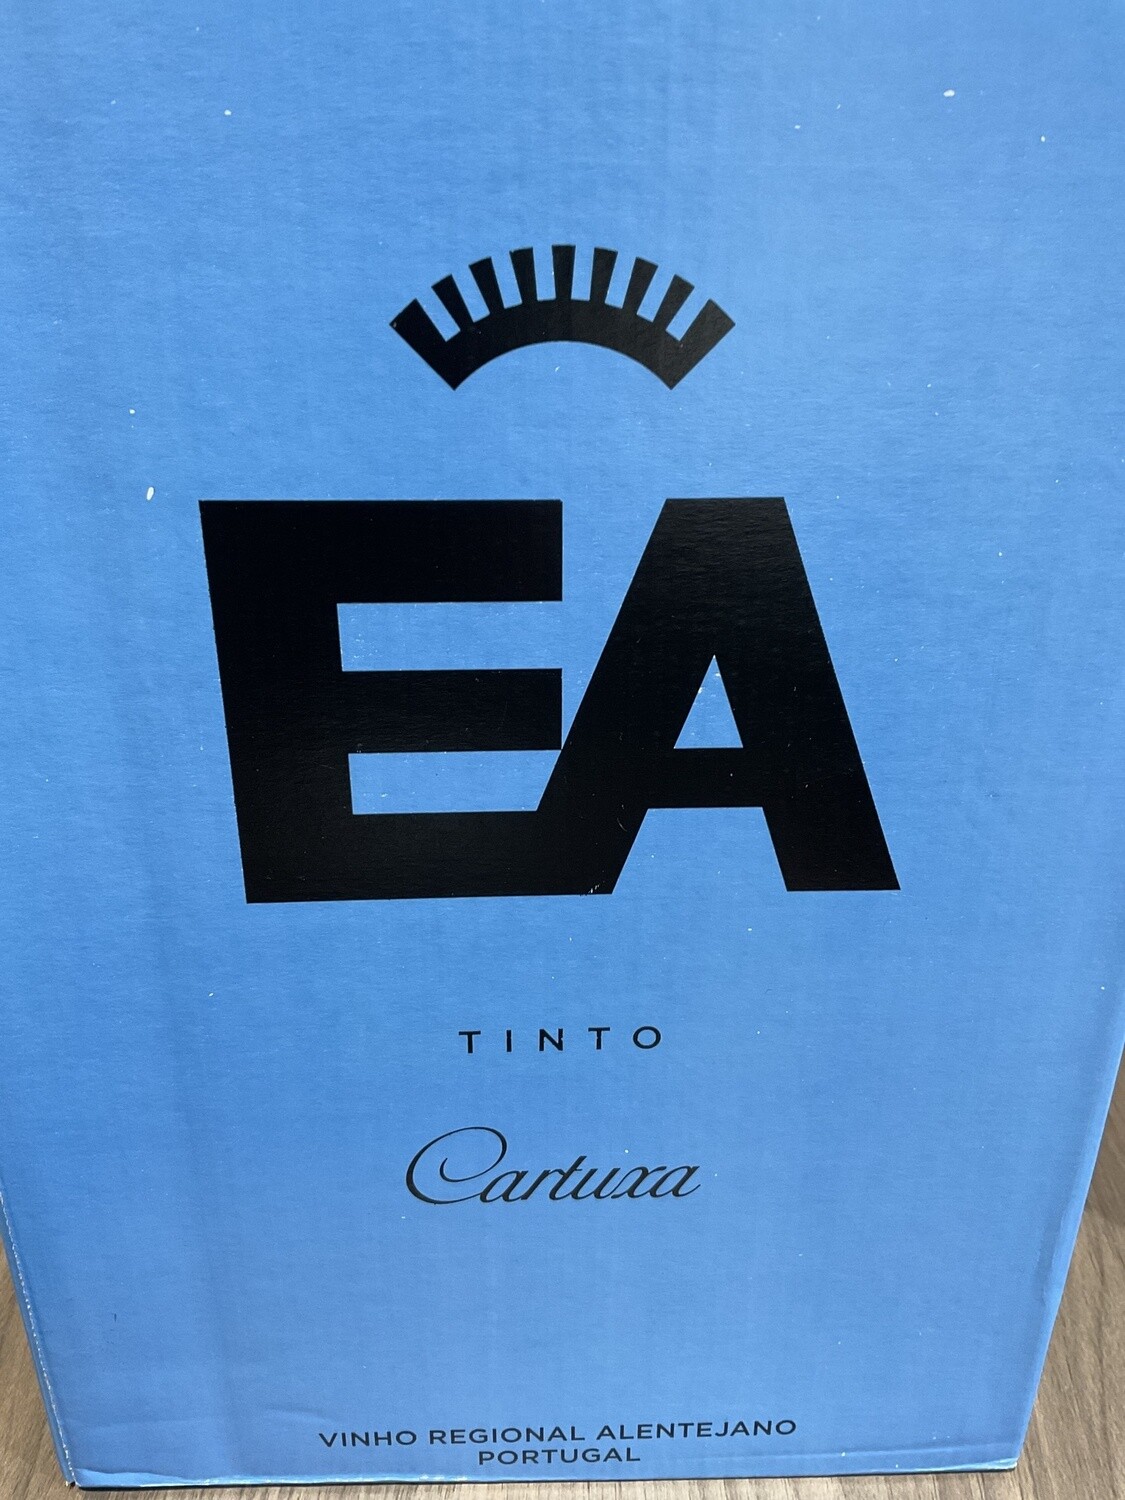 EA
TINTO
Cartuxa
VINHO REGIONAL ALENTEJANO
PORTUGAL